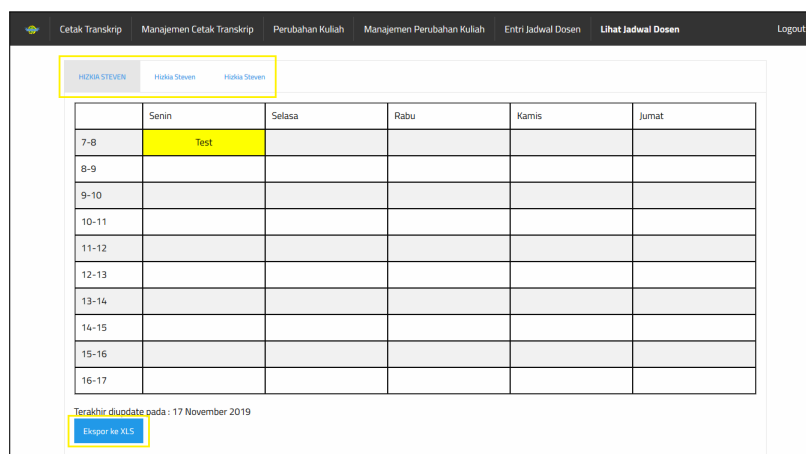 Cetak Transkrip Manajemen Cetak Transkrip Perubahan Kuliah Manajemen Perubahan Kuliah Entri Jadwal Dosen Lihat Jadwal Dosen Logout
HIZKIA STEVEN Hizkia Steven Hizkia Steven
Senin Selasa Rabu Kamis Jumat
7-8 Test
8-9
9-10
10-11
11-12
12-13
13-14
14-15
15-16
16-17
Terakhir diupdate pada : 17 November 2019
Ekspor ke XLS